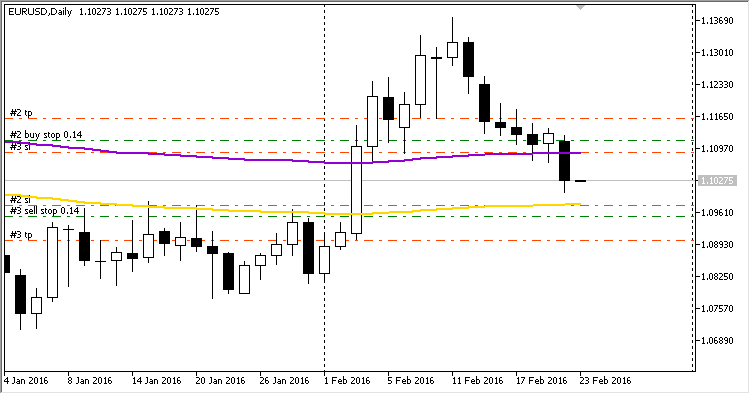 EURUSD,Daily 1.10273 1.10275 1.10273 1.10275
1.13690
1.13010
1.12330
#2 tp
1.11650
#2 buy stop 0.14
#3 sl
1.10970
1.10275
#2 sl
#3 sell stop 0.14
1.09610
#3 tp
1.08930
1.08250
1.07570
1.06890
4 Jan 2016 8 Jan 2016 14 Jan 2016 20 Jan 2016 26 Jan 2016 1 Feb 2016 5 Feb 2016 11 Feb 2016 17 Feb 2016 23 Feb 2016